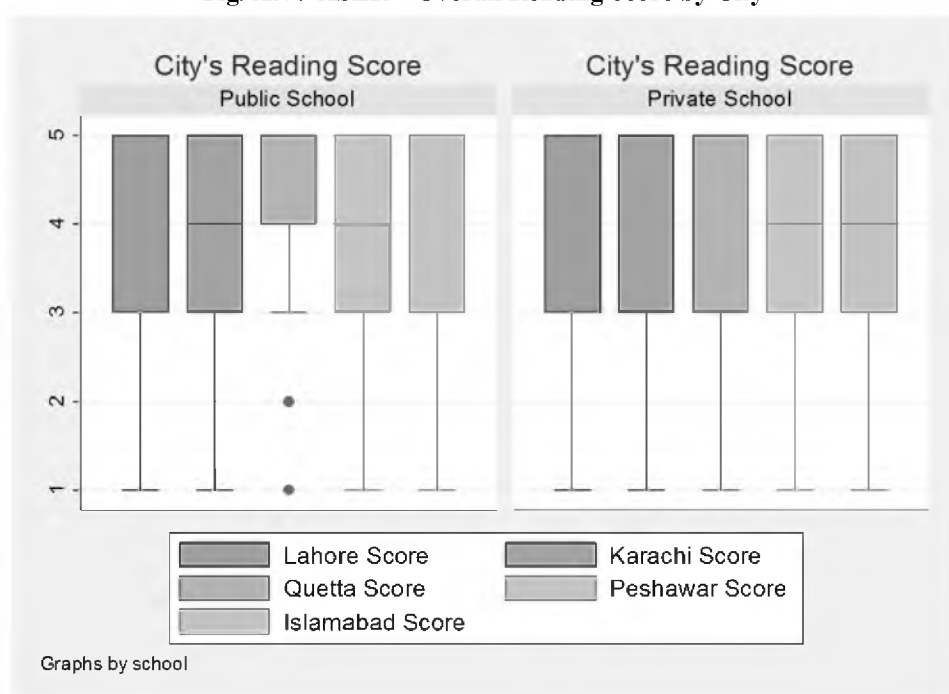 City's Reading Score
Public School
City's Reading Score
Private School
5
4
3
2
1
Lahore Score
Karachi Score
Quetta Score
Peshawar Score
Islamabad Score
Graphs by school